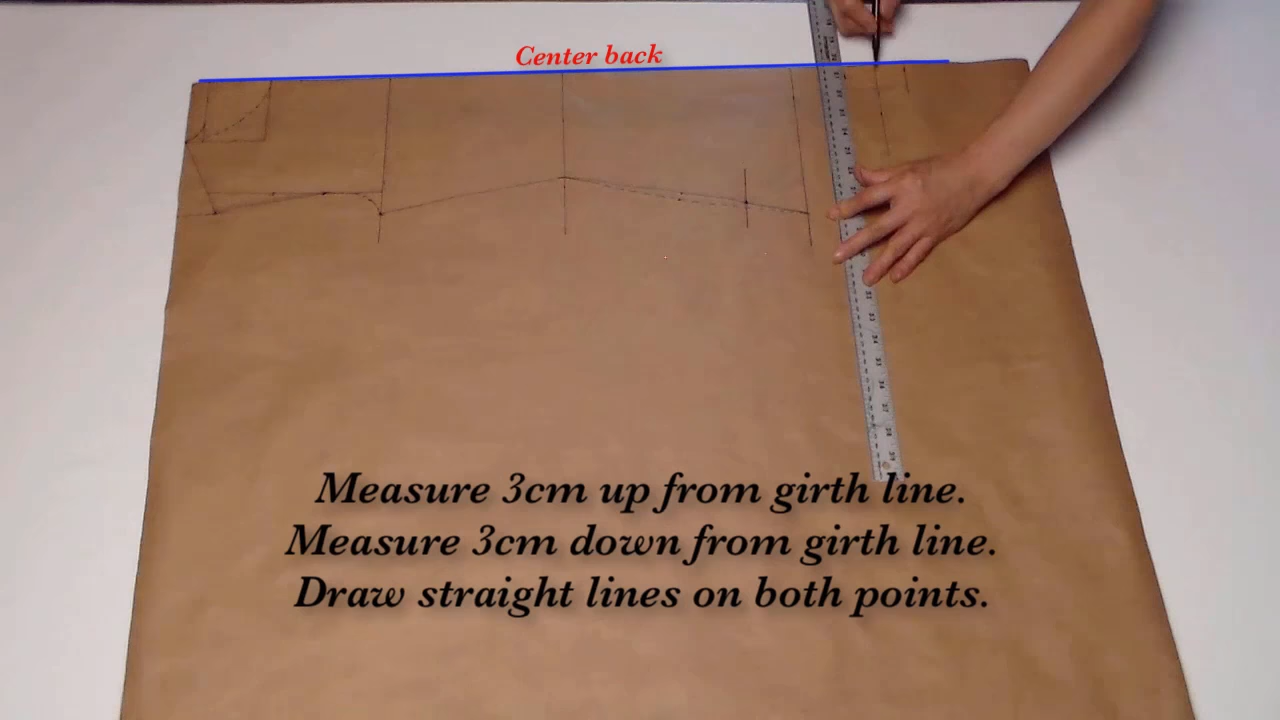 Center back
Measure 3cm up from girth line.
Measure 3cm down from girth line.
Draw straight lines on both points.